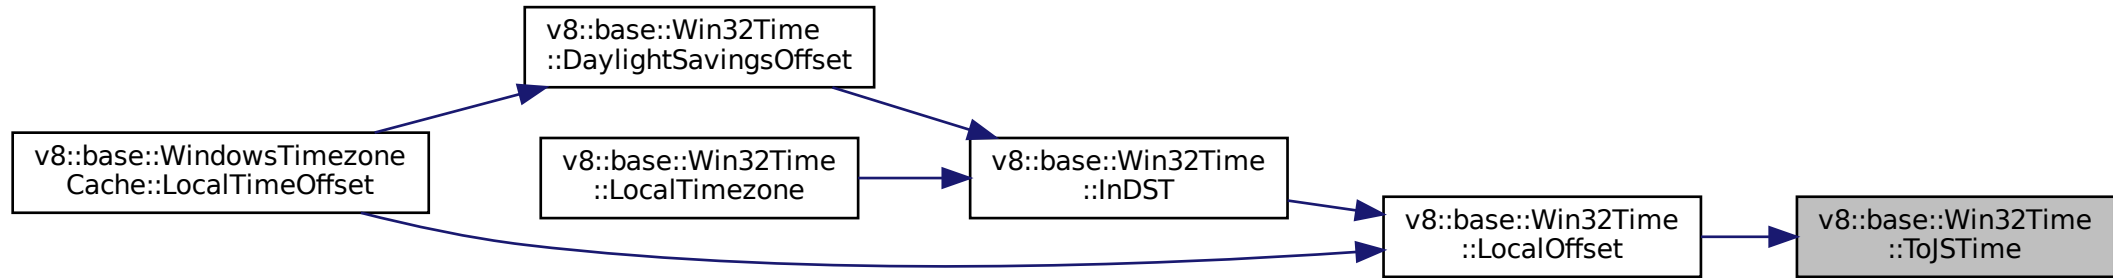 v8::base::Win32Time
::DaylightSavingsOffset
v8::base::WindowsTimezone
Cache::LocalTimeOffset
v8::base::Win32Time
::LocalTimezone
v8::base::Win32Time
::InDST
v8::base::Win32Time
::LocalOffset
v8::base::Win32Time
::ToJSTime